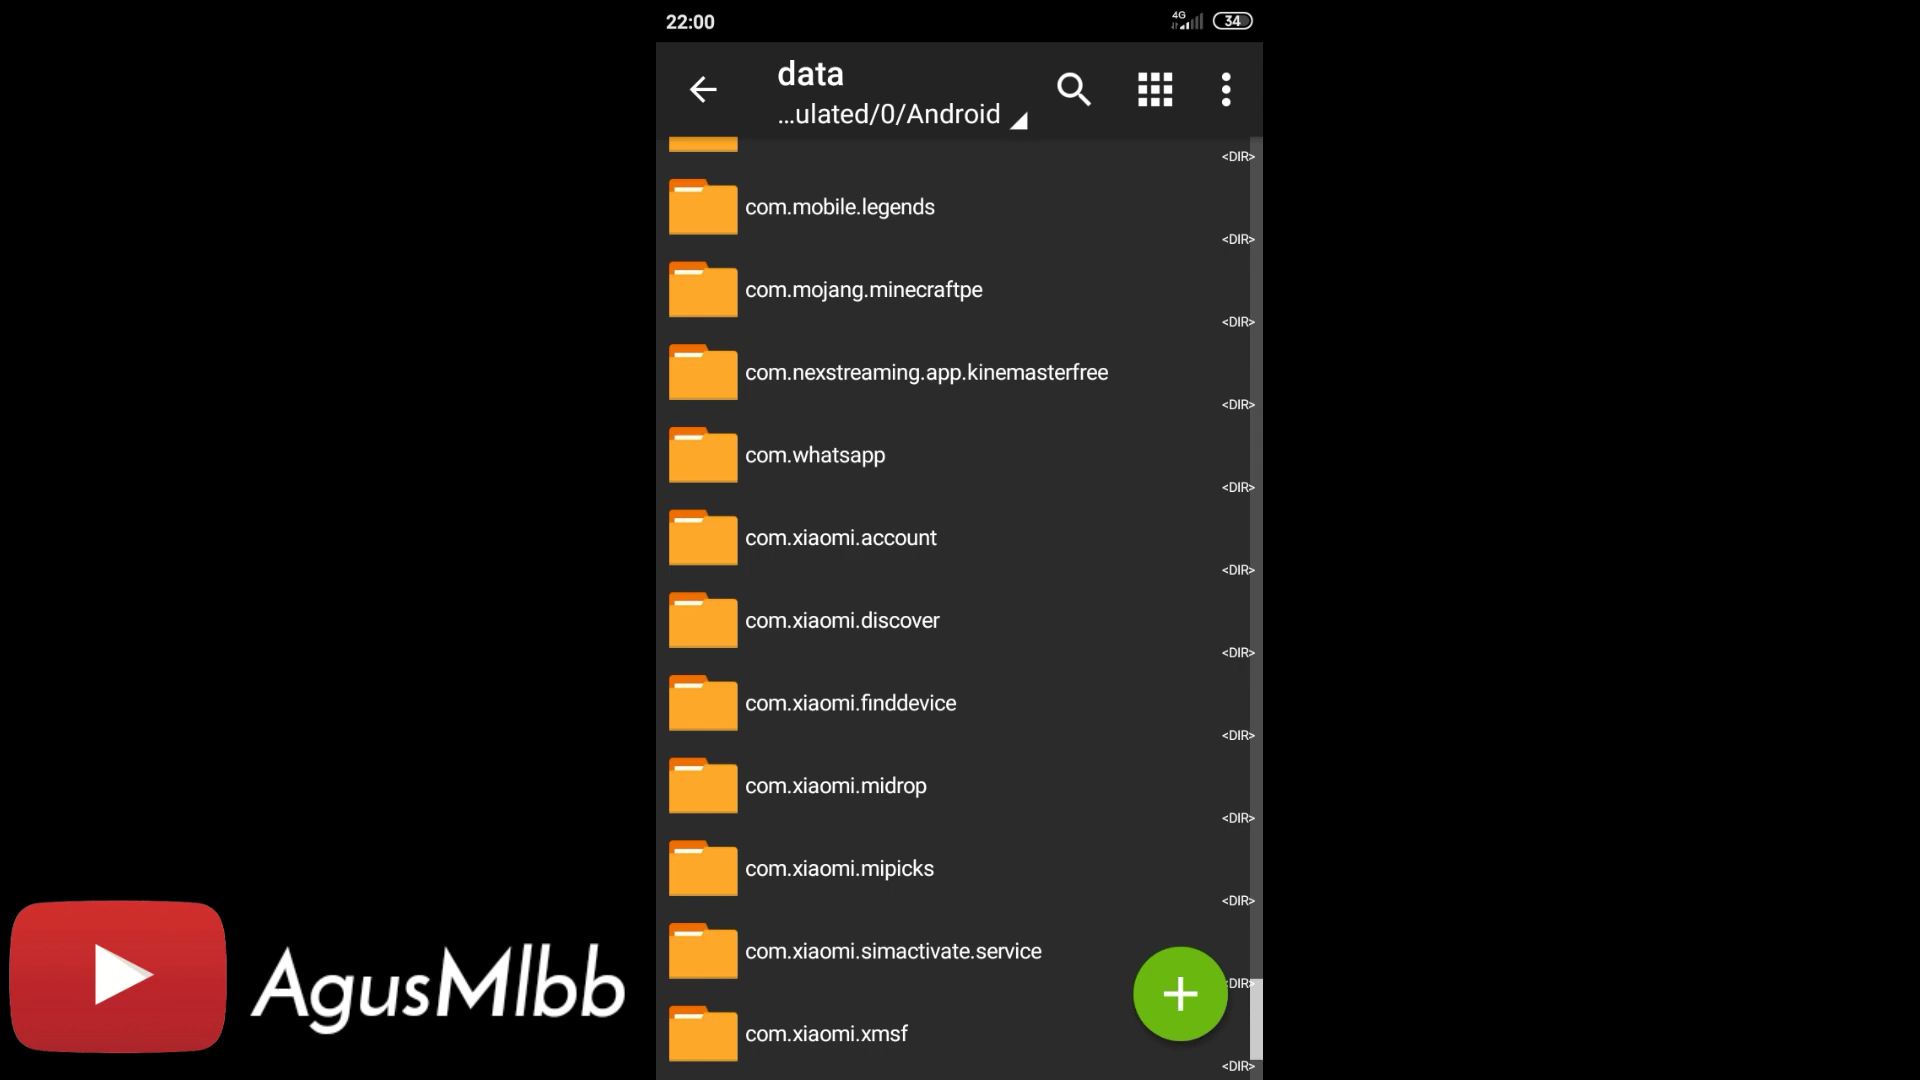 22:00
4G
34
data
...ulated/0/Android
<DIR>
com.mobile.legends
<DIR>
com.mojang.minecraftpe
<DIR>
com.nexstreaming.app.kinemasterfree
<DIR>
com.whatsapp
<DIR>
com.xiaomi.account
<DIR>
com.xiaomi.discover
<DIR>
com.xiaomi.finddevice
<DIR>
com.xiaomi.midrop
<DIR>
com.xiaomi.mipicks
<DIR>
com.xiaomi.simactivate.service
<DIR>
com.xiaomi.xmsf
<DIR>
AgusMlbb